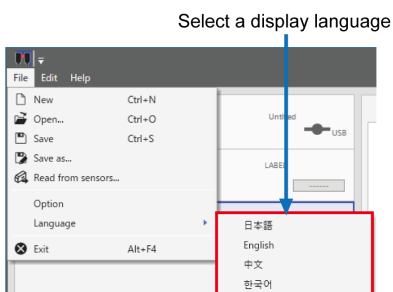 Select a display language
File Edit Help
New Ctrl+N
Open... Ctrl+O
Save Ctrl+S
Save as...
Read from sensors...
Option
Language
Exit Alt+F4
Untitled
USB
LABEL
--------
日本語
English
中文
한국어